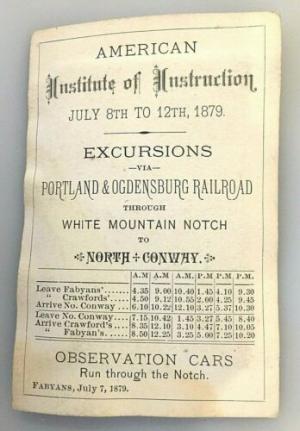 AMERICAN
Institute of Instruction
JULY 8TH TO 12TH, 1879.
EXCURSIONS
—VIA—
PORTLAND & OGDENSBURG RAILROAD
THROUGH
WHITE MOUNTAIN NOTCH
TO
NORTH + CONWAY.
A.M A.M. A.M. P.M P.M. P.M.
Leave Fabyans'...... 4.35 9.00 10.40 1.45 4.10 9.30
" Crawfords'.... 4.50 9.12 10.55 2.00 4.25 9.45
Arrive No. Conway ... 6.10 10.22 12.10 3.27 5.37 10.30
Leave No. Conway.... 7.15 10.42 1.45 3.27 5.45 8.40
Arrive Crawford's.... 8.35 12.10 3.10 4.47 7.10 10.05
" Fabyan's..... 8.50 12.25 3.25 5.00 7.25 10.20
OBSERVATION CARS
Run through the Notch.
FABYANS, July 7, 1879.